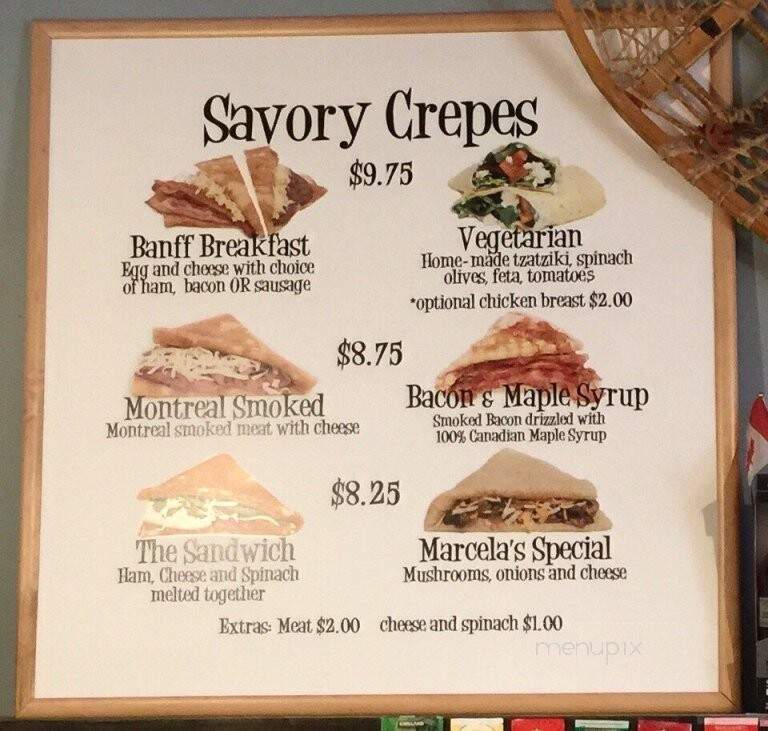 Savory Crepes
$9.75
Banff Breakfast
Egg and cheese with choice
of ham, bacon OR sausage
Vegetarian
Home-made tzatziki, spinach
olives, feta, tomatoes
*optional chicken breast $2.00
$8.75
Montreal Smoked
Montreal smoked meat with cheese
Bacon & Maple Syrup
Smoked Bacon drizzled with
100% Canadian Maple Syrup
$8.25
The Sandwich
Ham, Cheese and Spinach
melted together
Marcela's Special
Mushrooms, onions and cheese
Extras: Meat $2.00 cheese and spinach $1.00
menupix